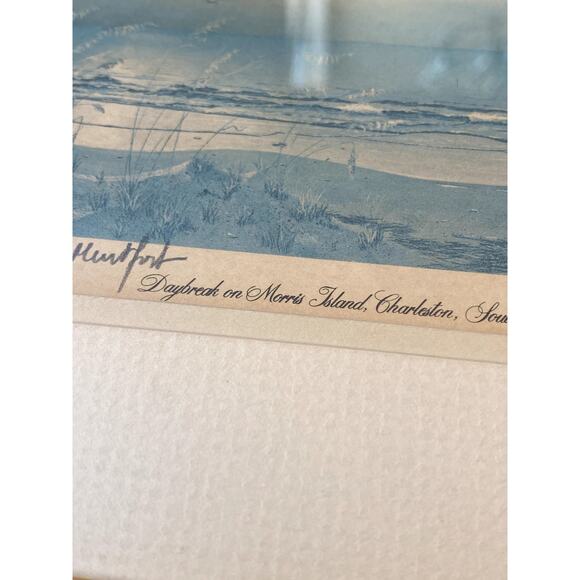 Daybreak on Morris Island, Charleston, Sou